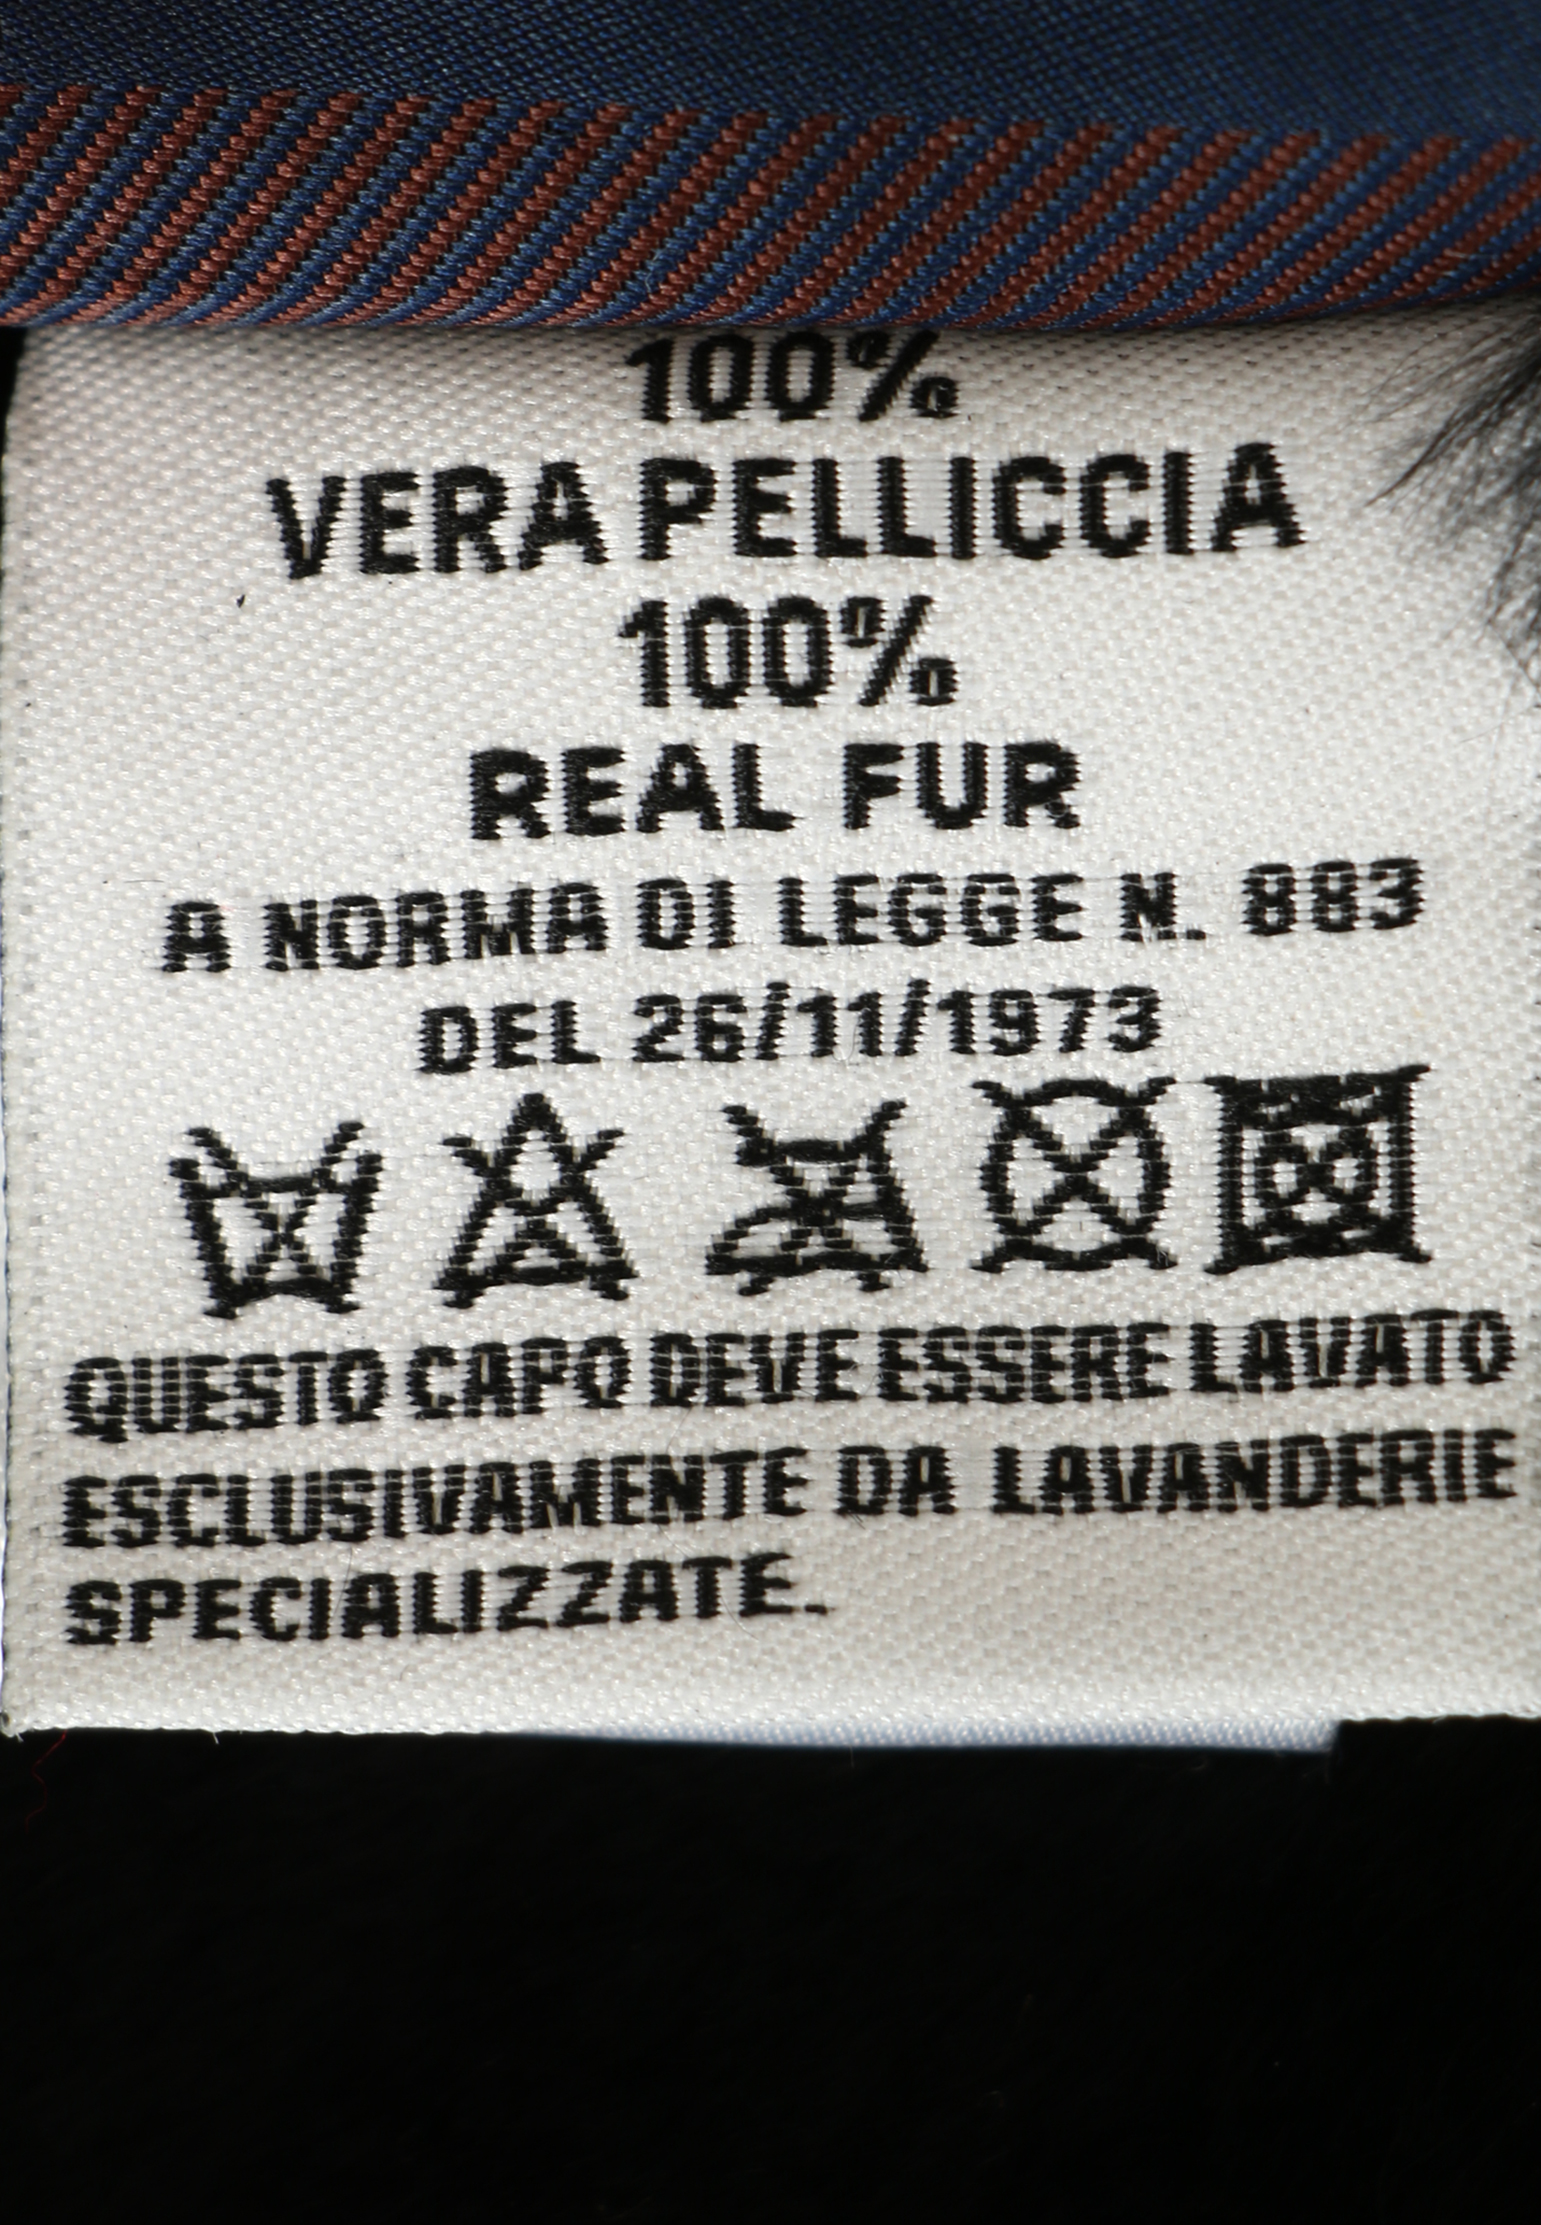 100%
VERA PELLICCIA
100%
REAL FUR
A NORMA DI LEGGE N. 883
DEL 26/11/1973
QUESTO CAPO DEVE ESSERE LAVATO
ESCLUSIVAMENTE DA LAVANDERIE
SPECIALIZZATE.